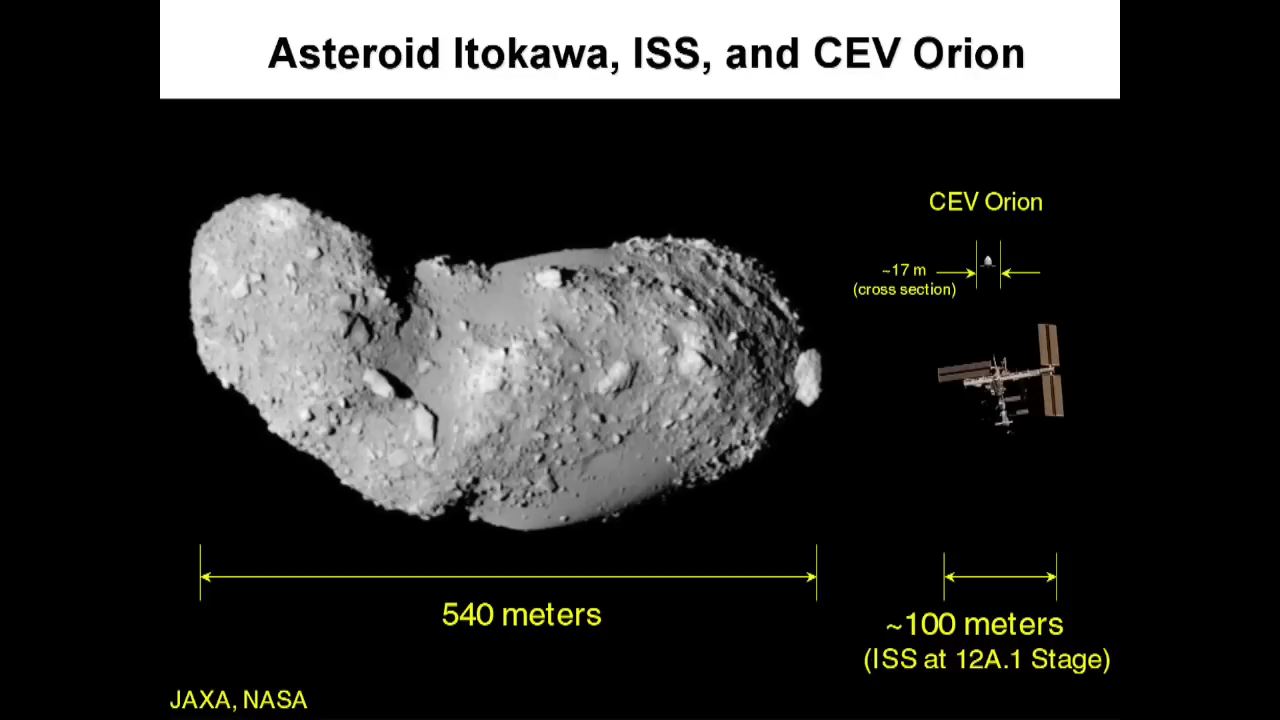 Asteroid Itokawa, ISS, and CEV Orion
CEV Orion
~17 m
(cross section)
540 meters
~100 meters
(ISS at 12A.1 Stage)
JAXA, NASA